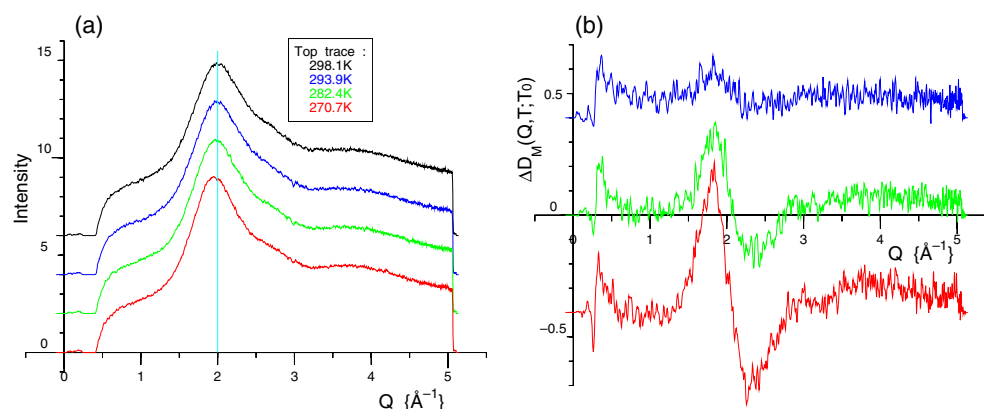 (a)
15
10
6
5
0
Intensity
Top trace :
298.1K
293.9K
282.4K
270.7K
0
1
2
3
4
5
Q {Å⁻¹}
(b)
0.5
0
−0.5
ΔD_M(Q,T;T₀)
0
1
2
3
4
5
Q {Å⁻¹}